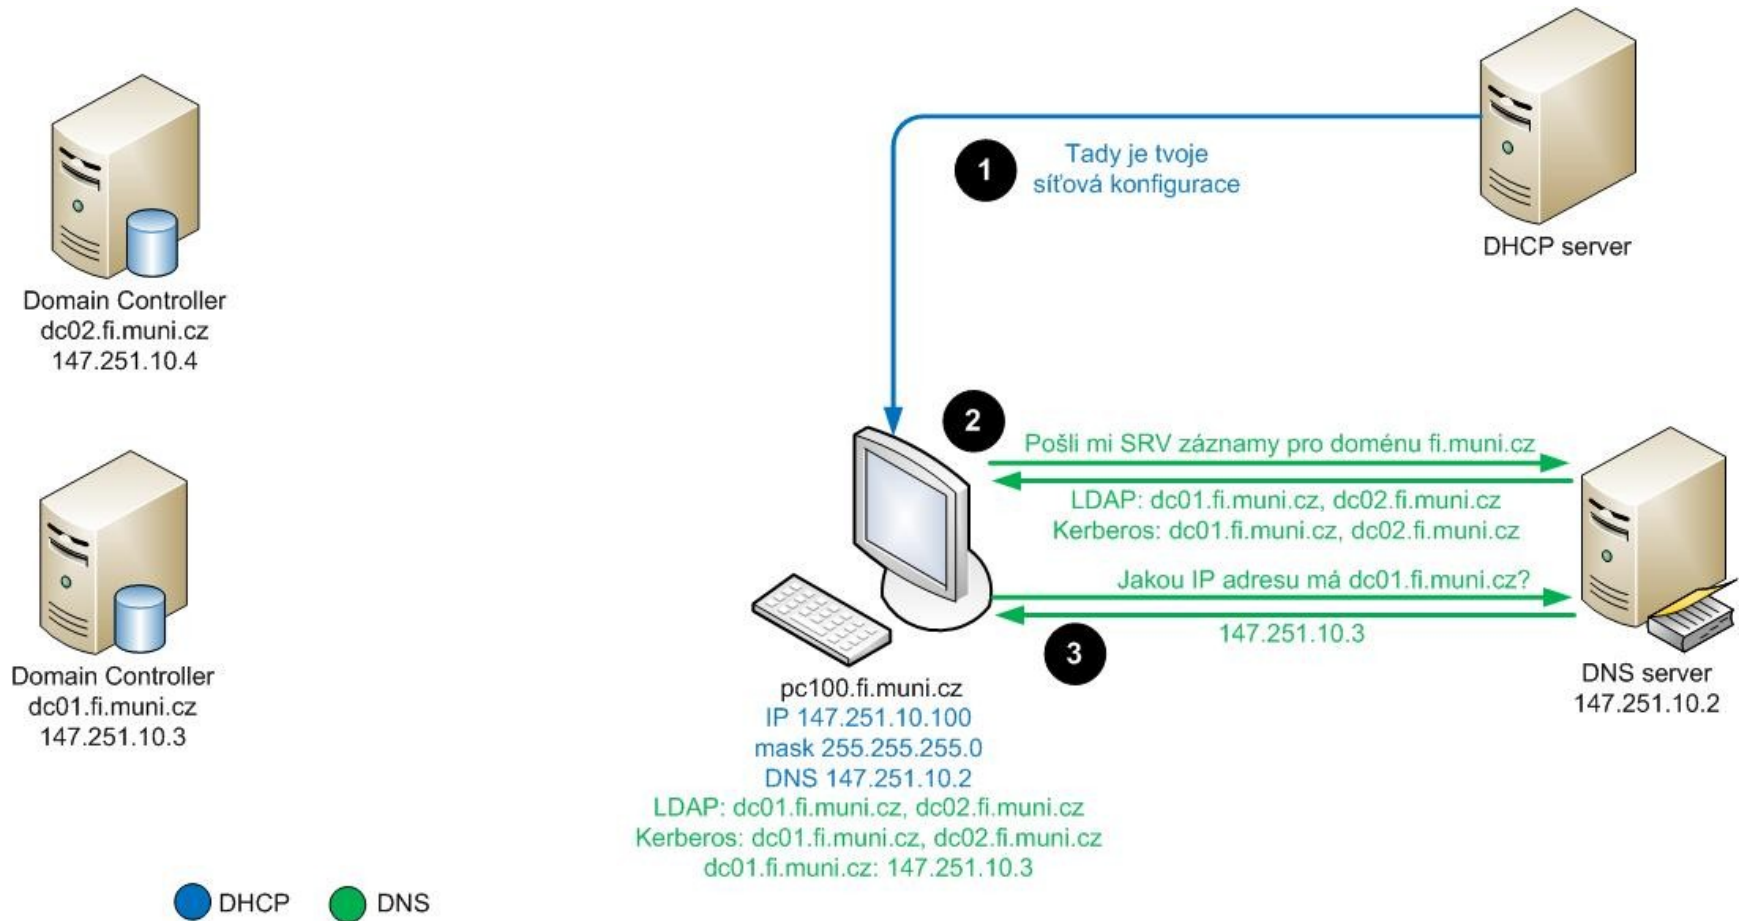 1
Tady je tvoje
síťová konfigurace
DHCP server
Domain Controller
dc02.fi.muni.cz
147.251.10.4
2
Pošli mi SRV záznamy pro doménu fi.muni.cz
LDAP: dc01.fi.muni.cz, dc02.fi.muni.cz
Kerberos: dc01.fi.muni.cz, dc02.fi.muni.cz
Jakou IP adresu má dc01.fi.muni.cz?
147.251.10.3
3
DNS server
147.251.10.2
Domain Controller
dc01.fi.muni.cz
147.251.10.3
pc100.fi.muni.cz
IP 147.251.10.100
mask 255.255.255.0
DNS 147.251.10.2
LDAP: dc01.fi.muni.cz, dc02.fi.muni.cz
Kerberos: dc01.fi.muni.cz, dc02.fi.muni.cz
dc01.fi.muni.cz: 147.251.10.3
DHCP
DNS